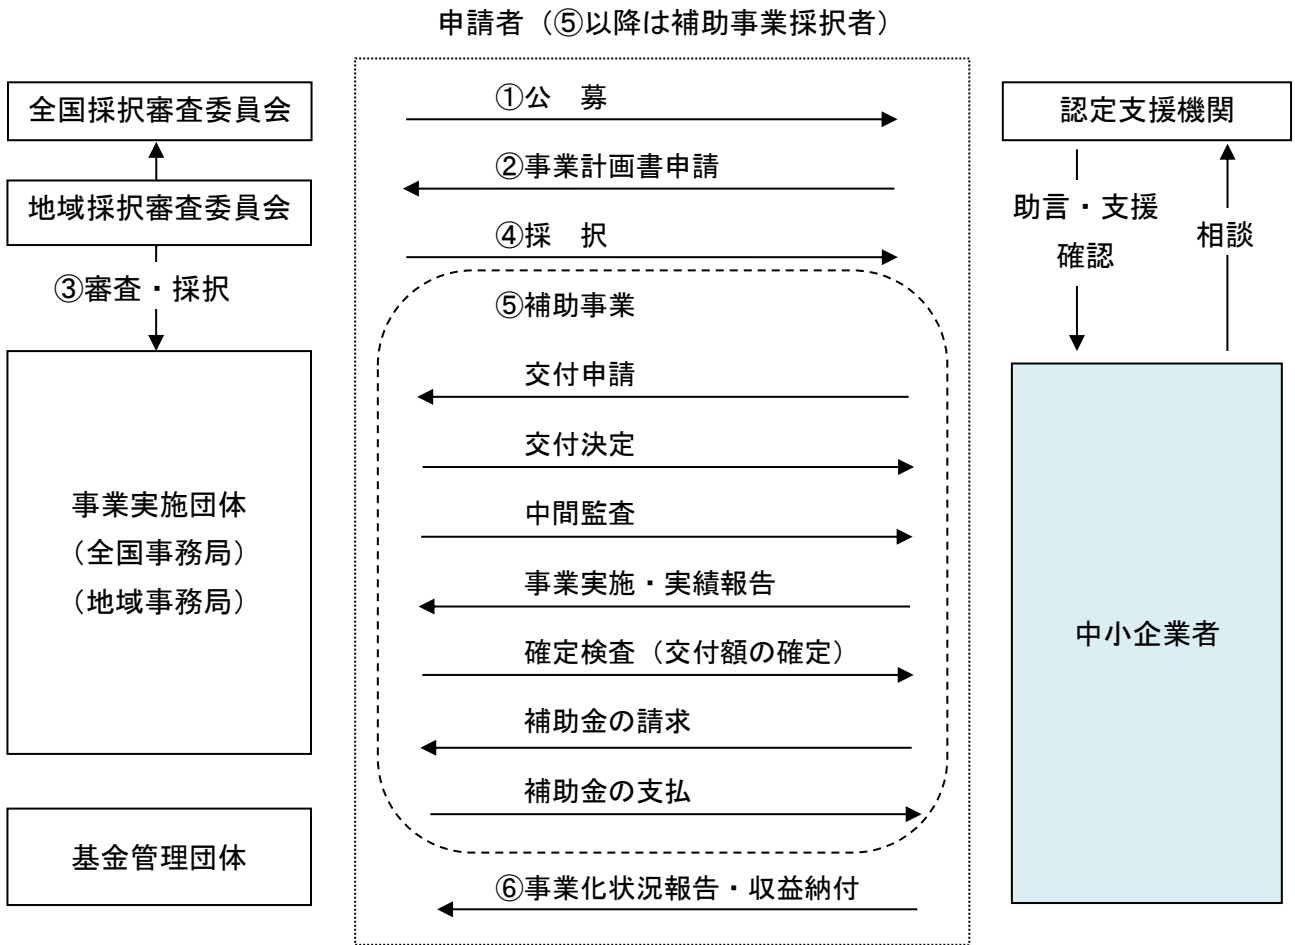 申請者（⑤以降は補助事業採択者）
全国採択審査委員会
地域採択審査委員会
③審査・採択
事業実施団体
（全国事務局）
（地域事務局）
基金管理団体
①公　募
②事業計画書申請
④採　択
⑤補助事業
交付申請
交付決定
中間監査
事業実施・実績報告
確定検査（交付額の確定）
補助金の請求
補助金の支払
⑥事業化状況報告・収益納付
認定支援機関
助言・支援
確認
相談
中小企業者